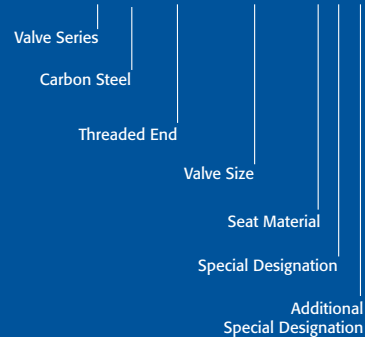 Valve Series
Carbon Steel
Threaded End
Valve Size
Seat Material
Special Designation
Additional
Special Designation